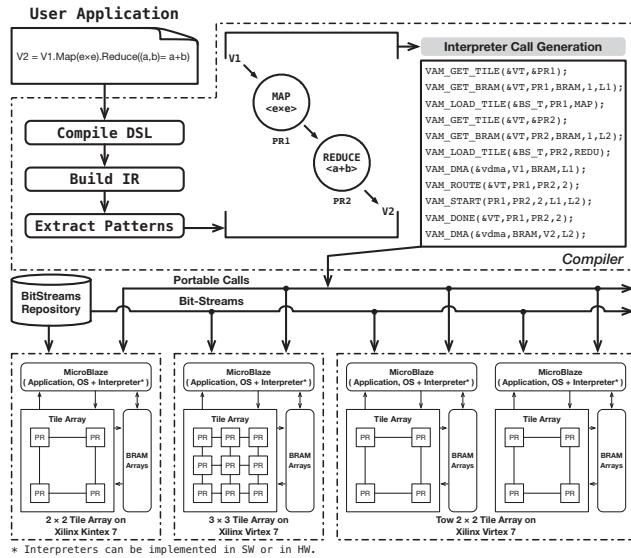 User Application
V2 = V1.Map(e×e).Reduce((a,b)= a+b)
Compile DSL
Build IR
Extract Patterns
V1
MAP
<e×e>
PR1
REDUCE
<a+b>
PR2
V2
Interpreter Call Generation
VAM_GET_TILE(&VT,&PR1);
VAM_GET_BRAM(&VT,PR1,BRAM,1,L1);
VAM_LOAD_TILE(&BS_T,PR1,MAP);
VAM_GET_TILE(&VT,&PR2);
VAM_GET_BRAM(&VT,PR2,BRAM,1,L2);
VAM_LOAD_TILE(&BS_T,PR2,REDU);
VAM_DMA(&vdma,V1,BRAM,L1);
VAM_ROUTE(&VT,PR1,PR2,2);
VAM_START(PR1,PR2,2,L1,L2);
VAM_DONE(&VT,PR1,PR2,2);
VAM_DMA(&vdma,BRAM,V2,L2);
Compiler
BitStreams
Repository
Portable Calls
Bit-Streams
MicroBlaze
( Application, OS + Interpreter* )
Tile Array
PR PR
PR PR
BRAM
Arrays
2 × 2 Tile Array on
Xilinx Kintex 7
MicroBlaze
( Application, OS + Interpreter* )
Tile Array
PR PR PR
PR PR PR
PR PR PR
BRAM
Arrays
3 × 3 Tile Array on
Xilinx Virtex 7
MicroBlaze
( Application, OS + Interpreter* )
Tile Array
PR PR
PR PR
BRAM
Arrays
MicroBlaze
( Application, OS + Interpreter* )
Tile Array
PR PR
PR PR
BRAM
Arrays
Tow 2 × 2 Tile Array on
Xilinx Virtex 7
* Interpreters can be implemented in SW or in HW.